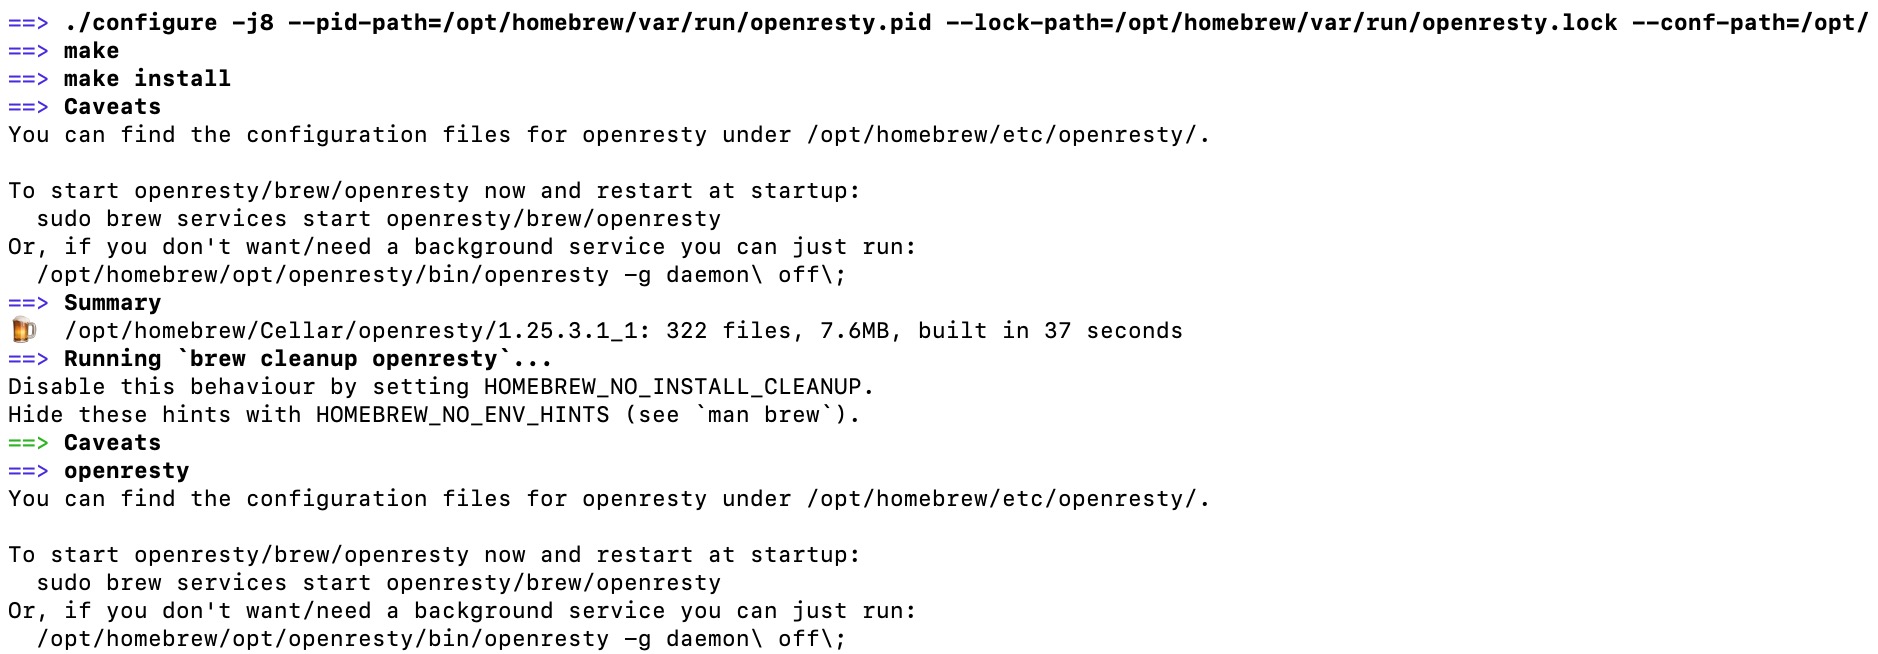 ==> ./configure -j8 --pid-path=/opt/homebrew/var/run/openresty.pid --lock-path=/opt/homebrew/var/run/openresty.lock --conf-path=/opt/
==> make
==> make install
==> Caveats
You can find the configuration files for openresty under /opt/homebrew/etc/openresty/.

To start openresty/brew/openresty now and restart at startup:
  sudo brew services start openresty/brew/openresty
Or, if you don't want/need a background service you can just run:
  /opt/homebrew/opt/openresty/bin/openresty -g daemon\ off\;
==> Summary
🍺  /opt/homebrew/Cellar/openresty/1.25.3.1_1: 322 files, 7.6MB, built in 37 seconds
==> Running `brew cleanup openresty`...
Disable this behaviour by setting HOMEBREW_NO_INSTALL_CLEANUP.
Hide these hints with HOMEBREW_NO_ENV_HINTS (see `man brew`).
==> Caveats
==> openresty
You can find the configuration files for openresty under /opt/homebrew/etc/openresty/.

To start openresty/brew/openresty now and restart at startup:
  sudo brew services start openresty/brew/openresty
Or, if you don't want/need a background service you can just run:
  /opt/homebrew/opt/openresty/bin/openresty -g daemon\ off\;